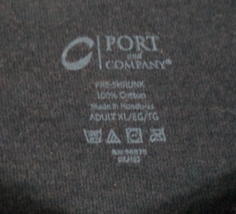 PORT
and
COMPANY®
PRE-SHRUNK
100% Cotton
Made in Honduras
ADULT XL/EG/TG